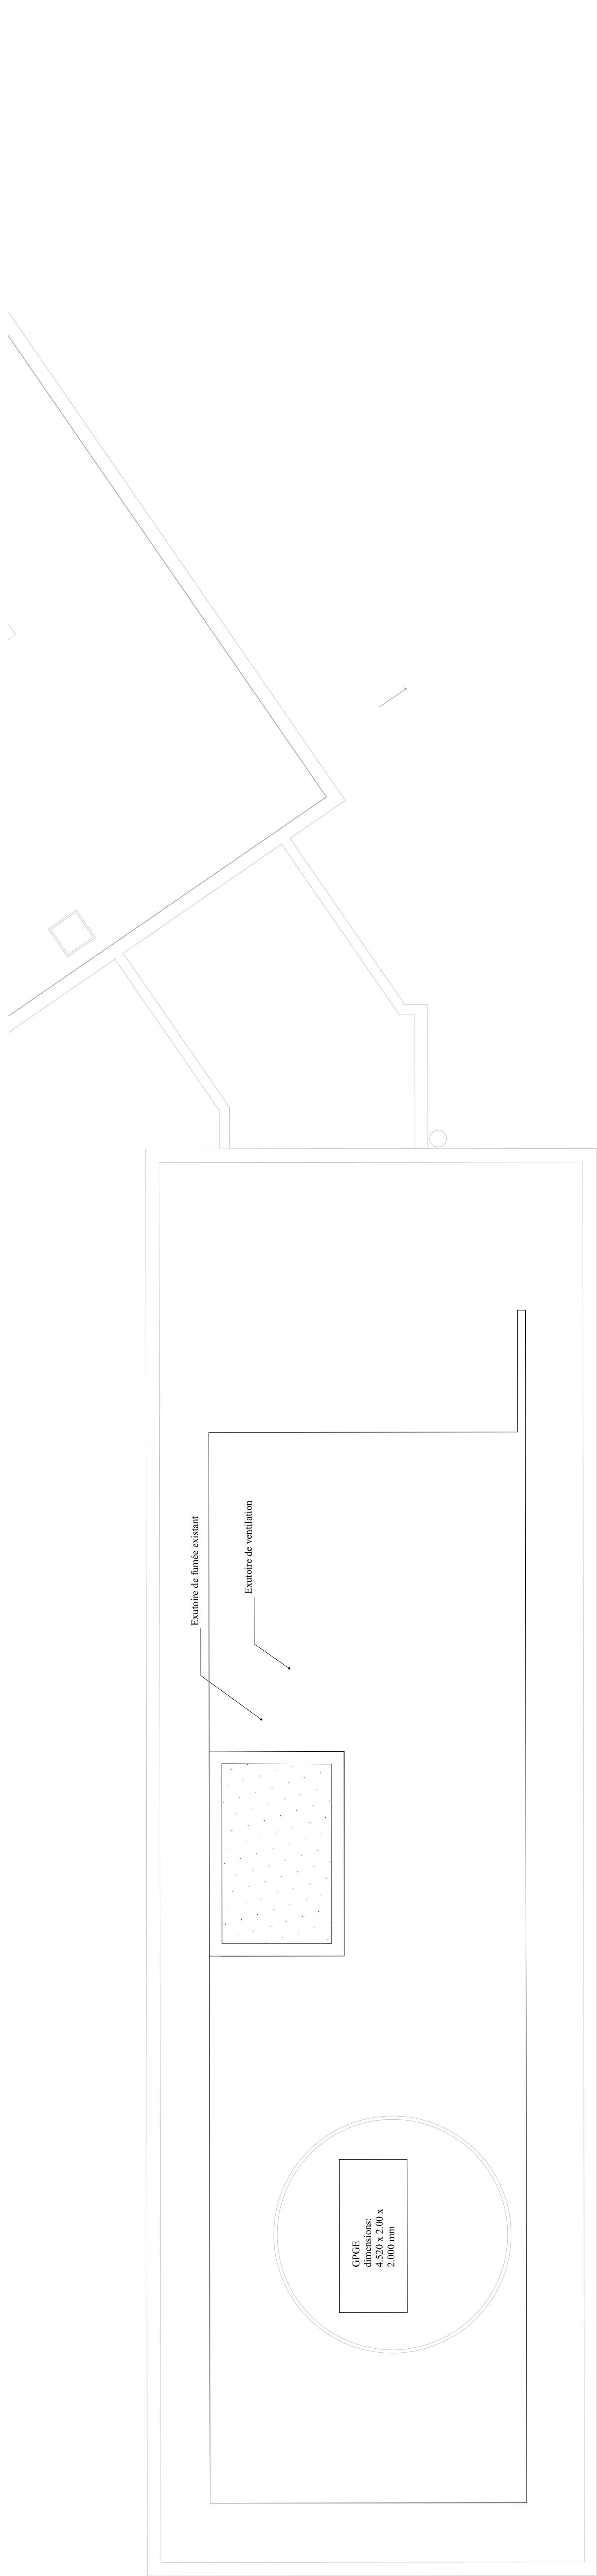 Exutoire de fumée existant
Exutoire de ventilation
GPGE
dimensions:
4.520 x 2.00 x
2.000 mm